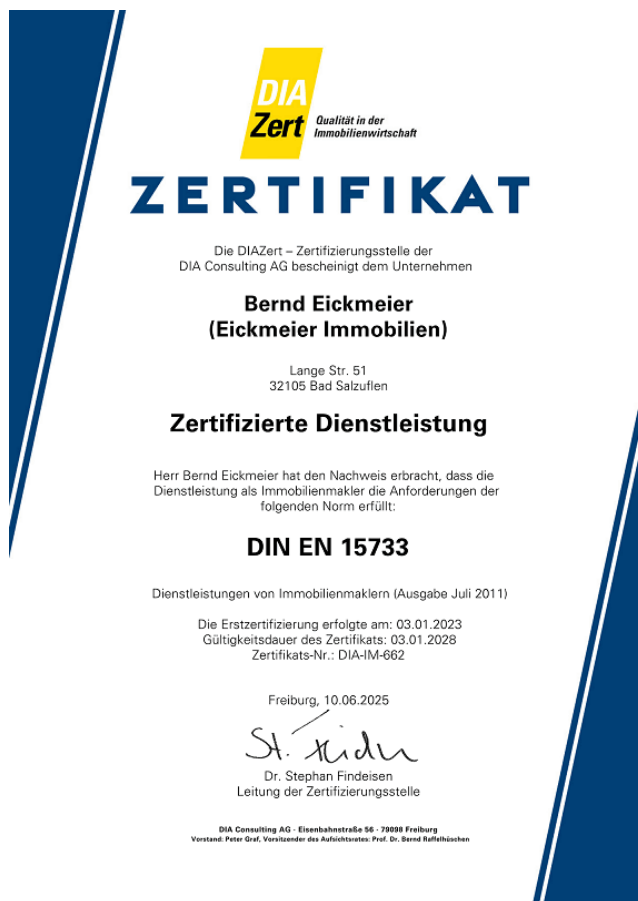 DIA
Zert
Qualität in der
Immobilienwirtschaft
ZERTIFIKAT
Die DIAZert – Zertifizierungsstelle der
DIA Consulting AG bescheinigt dem Unternehmen
Bernd Eickmeier
(Eickmeier Immobilien)
Lange Str. 51
32105 Bad Salzuflen
Zertifizierte Dienstleistung
Herr Bernd Eickmeier hat den Nachweis erbracht, dass die
Dienstleistung als Immobilienmakler die Anforderungen der
folgenden Norm erfüllt:
DIN EN 15733
Dienstleistungen von Immobilienmaklern (Ausgabe Juli 2011)
Die Erstzertifizierung erfolgte am: 03.01.2023
Gültigkeitsdauer des Zertifikats: 03.01.2028
Zertifikats-Nr.: DIA-IM-662
Freiburg, 10.06.2025
St.
Dr. Stephan Findeisen
Leitung der Zertifizierungsstelle
DIA Consulting AG · Eisenbahnstraße 56 · 79098 Freiburg
Vorstand: Peter Graf, Vorsitzender des Aufsichtsrates: Prof. Dr. Bernd Raffelhüschen